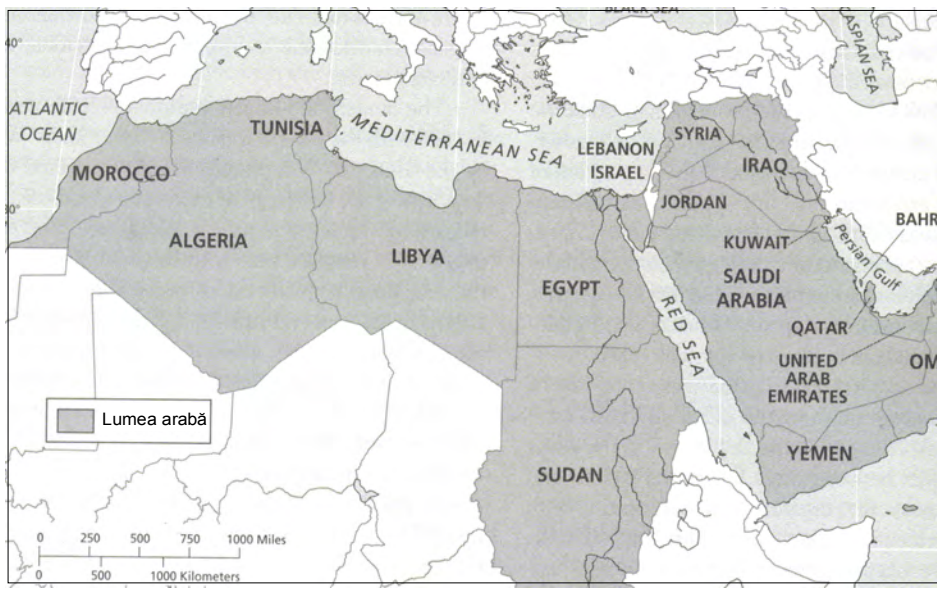 BLACK SEA
CASPIAN SEA
40°
ATLANTIC
OCEAN
TUNISIA
MEDITERRANEAN SEA
SYRIA
LEBANON
ISRAEL
IRAQ
MOROCCO
JORDAN
30°
BAHR
ALGERIA
LIBYA
KUWAIT
Persian Gulf
EGYPT
SAUDI
ARABIA
RED SEA
QATAR
UNITED
ARAB
EMIRATES
OM
Lumea arabă
YEMEN
SUDAN
0 250 500 750 1000 Miles
0 500 1000 Kilometers